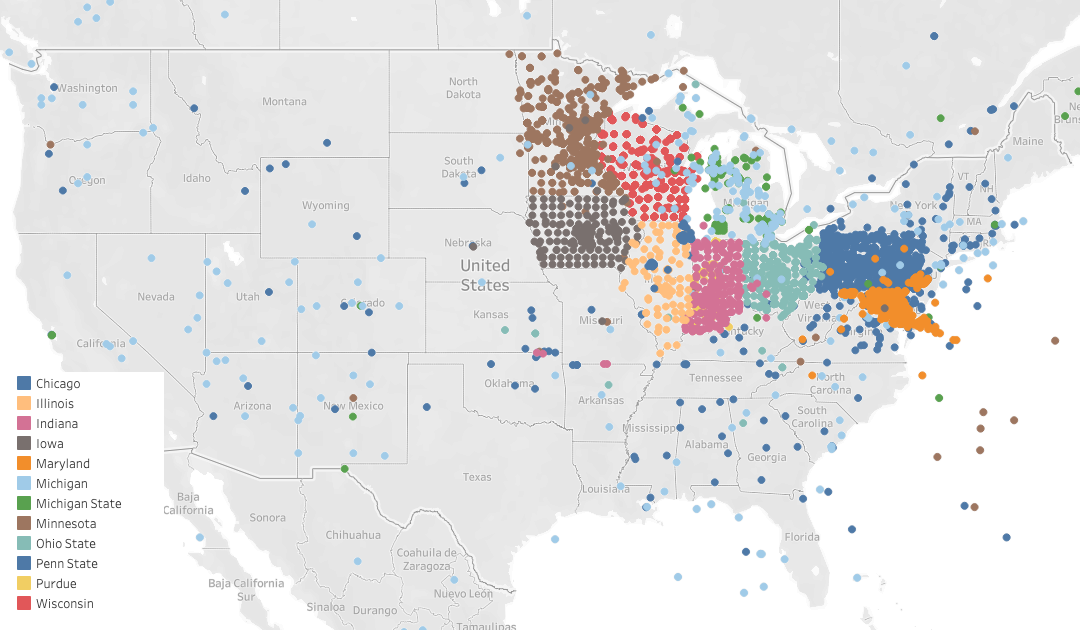 Washington
Montana
North
Dakota
Maine
Oregon
Idaho
South
Dakota
Wyoming
VT
NH
New York
MA
Michigan
Nebraska
United
States
Nevada
Utah
Colorado
Kansas
Missouri
West
Virginia
Kentucky
California
Oklahoma
Tennessee
North
Carolina
Arkansas
Arizona
New Mexico
South
Carolina
Mississippi
Alabama
Georgia
Texas
Louisiana
Baja
California
Sonora
Chihuahua
Florida
Coahuila de
Zaragoza
Baja California
Sur
Nuevo León
Sinaloa
Durango
Tamaulipas
Chicago
Illinois
Indiana
Iowa
Maryland
Michigan
Michigan State
Minnesota
Ohio State
Penn State
Purdue
Wisconsin